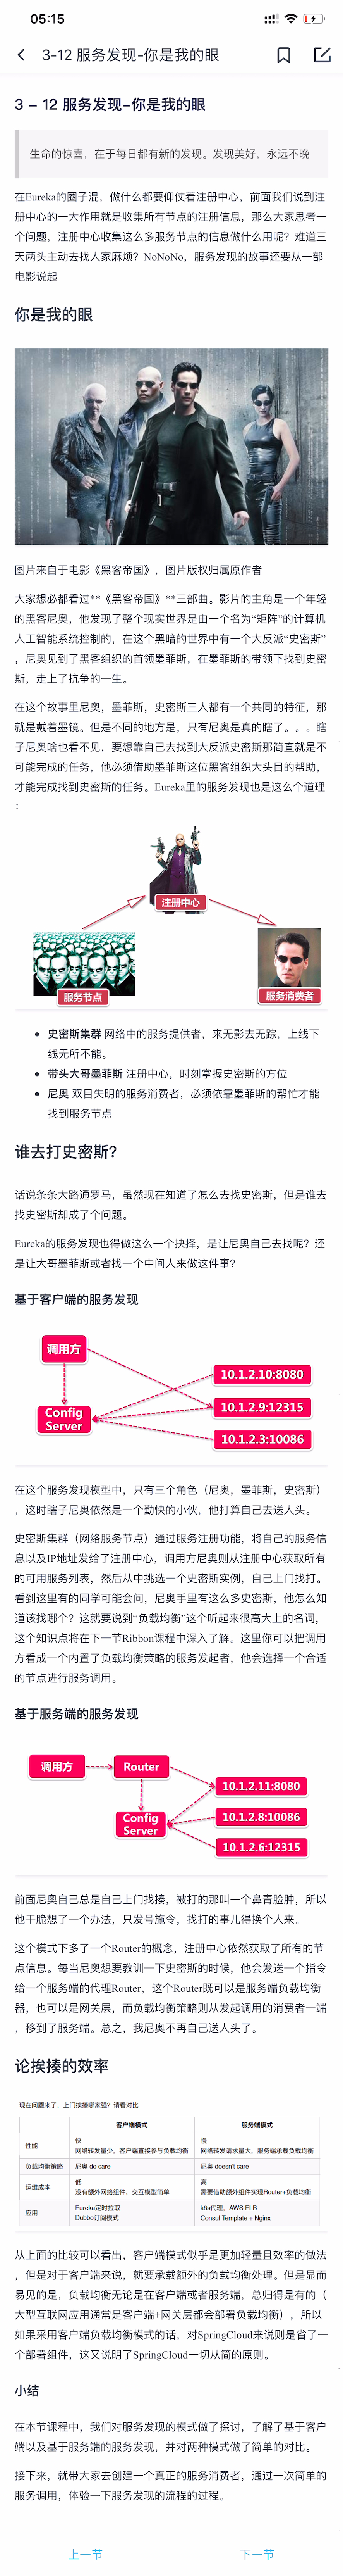 05:15
3-12 服务发现-你是我的眼
3 – 12 服务发现–你是我的眼
生命的惊喜，在于每日都有新的发现。发现美好，永远不晚
在Eureka的圈子混，做什么都要仰仗着注册中心，前面我们说到注
册中心的一大作用就是收集所有节点的注册信息，那么大家思考一
个问题，注册中心收集这么多服务节点的信息做什么用呢？难道三
天两头主动去找人家麻烦？NoNoNo，服务发现的故事还要从一部
电影说起
你是我的眼
图片来自于电影《黑客帝国》，图片版权归属原作者
大家想必都看过**《黑客帝国》**三部曲。影片的主角是一个年轻
的黑客尼奥，他发现了整个现实世界是由一个名为“矩阵”的计算机
人工智能系统控制的，在这个黑暗的世界中有一个大反派“史密斯”
，尼奥见到了黑客组织的首领墨菲斯，在墨菲斯的带领下找到史密
斯，走上了抗争的一生。
在这个故事里尼奥，墨菲斯，史密斯三人都有一个共同的特征，那
就是戴着墨镜。但是不同的地方是，只有尼奥是真的瞎了。。。瞎
子尼奥啥也看不见，要想靠自己去找到大反派史密斯那简直就是不
可能完成的任务，他必须借助墨菲斯这位黑客组织大头目的帮助，
才能完成找到史密斯的任务。Eureka里的服务发现也是这么个道理
：
注册中心
服务节点
服务消费者
• 史密斯集群 网络中的服务提供者，来无影去无踪，上线下
线无所不能。
• 带头大哥墨菲斯 注册中心，时刻掌握史密斯的方位
• 尼奥 双目失明的服务消费者，必须依靠墨菲斯的帮忙才能
找到服务节点
谁去打史密斯?
话说条条大路通罗马，虽然现在知道了怎么去找史密斯，但是谁去
找史密斯却成了个问题。
Eureka的服务发现也得做这么一个抉择，是让尼奥自己去找呢？还
是让大哥墨菲斯或者找一个中间人来做这件事？
基于客户端的服务发现
调用方
10.1.2.10:8080
Config
Server
10.1.2.9:12315
10.1.2.3:10086
在这个服务发现模型中，只有三个角色（尼奥，墨菲斯，史密斯）
，这时瞎子尼奥依然是一个勤快的小伙，他打算自己去送人头。
史密斯集群（网络服务节点）通过服务注册功能，将自己的服务信
息以及IP地址发给了注册中心，调用方尼奥则从注册中心获取所有
的可用服务列表，然后从中挑选一个史密斯实例，自己上门找打。
看到这里有的同学可能会问，尼奥手里有这么多史密斯，他怎么知
道该找哪个？这就要说到“负载均衡”这个听起来很高大上的名词，
这个知识点将在下一节Ribbon课程中深入了解。这里你可以把调用
方看成一个内置了负载均衡策略的服务发起者，他会选择一个合适
的节点进行服务调用。
基于服务端的服务发现
调用方
Router
10.1.2.11:8080
Config
Server
10.1.2.8:10086
10.1.2.6:12315
前面尼奥自己总是自己上门找揍，被打的那叫一个鼻青脸肿，所以
他干脆想了一个办法，只发号施令，找打的事儿得换个人来。
这个模式下多了一个Router的概念，注册中心依然获取了所有的节
点信息。每当尼奥想要教训一下史密斯的时候，他会发送一个指令
给一个服务端的代理Router，这个Router既可以是服务端负载均衡
器，也可以是网关层，而负载均衡策略则从发起调用的消费者一端
，移到了服务端。总之，我尼奥不再自己送人头了。
论挨揍的效率
现在问题来了，上门挨揍哪家强？请看对比
客户端模式 服务端模式
性能 快 慢
网络转发量少，客户端直接参与负载均衡 网络转发请求量大，服务端承载负载均衡
负载均衡策略 尼奥 do care 尼奥 doesn't care
运维成本 低 高
没有额外网络组件，交互模型简单 需要借助额外组件实现Router+负载均衡
应用 Eureka定时拉取 k8s代理，AWS ELB
Dubbo订阅模式 Consul Template + Nginx
从上面的比较可以看出，客户端模式似乎是更加轻量且效率的做法
，但是对于客户端来说，就要承载额外的负载均衡处理。但是显而
易见的是，负载均衡无论是在客户端或者服务端，总归得是有的（
大型互联网应用通常是客户端+网关层都会部署负载均衡），所以
如果采用客户端负载均衡模式的话，对SpringCloud来说则是省了一
个部署组件，这又说明了SpringCloud一切从简的原则。
小结
在本节课程中，我们对服务发现的模式做了探讨，了解了基于客户
端以及基于服务端的服务发现，并对两种模式做了简单的对比。
接下来，就带大家去创建一个真正的服务消费者，通过一次简单的
服务调用，体验一下服务发现的流程的过程。
上一节 下一节